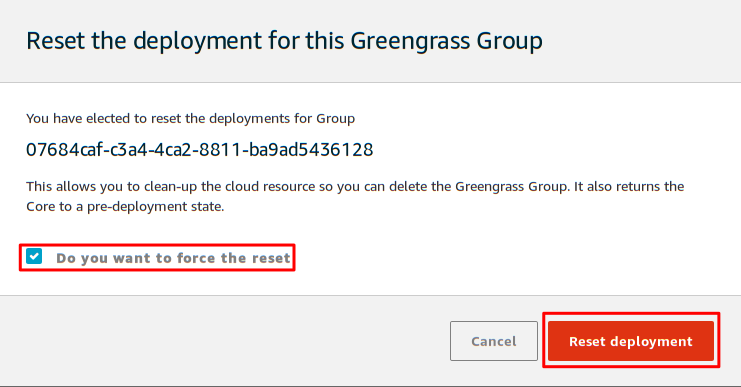 Reset the deployment for this Greengrass Group
You have elected to reset the deployments for Group
07684caf-c3a4-4ca2-8811-ba9ad5436128
This allows you to clean-up the cloud resource so you can delete the Greengrass Group. It also returns the
Core to a pre-deployment state.
Do you want to force the reset
Cancel
Reset deployment